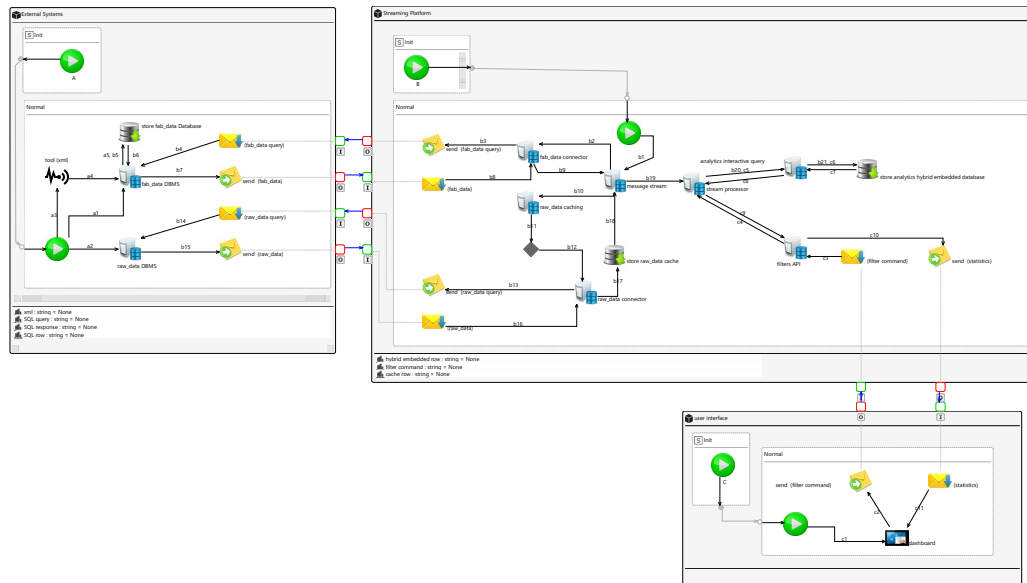 External Systems
S Init
A
Normal
store fab_data Database
a5, b5
b6
b4
(fab_data query)
tool (xml)
a4
fab_data DBMS
b7
send (fab_data)
a3
a1
b14
(raw_data query)
a2
raw_data DBMS
b15
send (raw_data)
xml : string = None
SQL query : string = None
SQL response : string = None
SQL row : string = None
I
O
O
I
Streaming Platform
S Init
B
Normal
b3
send (fab_data query)
b2
fab_data connector
b1
b9
(fab_data)
b8
message stream
b19
analytics interactive query
b20, c5
c8
stream processor
b21, c6
c7
store analytics hybrid embedded database
b10
raw_data caching
b18
b11
b12
c9
c4
store raw_data cache
filters API
c10
c3
(filter command)
send (statistics)
b13
send (raw_data query)
b17
raw_data connector
(raw_data)
b16
hybrid embedded row : string = None
filter command : string = None
cache row : string = None
I
O
O
I
user interface
S Init
C
Normal
send (filter command)
(statistics)
c2
c11
c1
dashboard